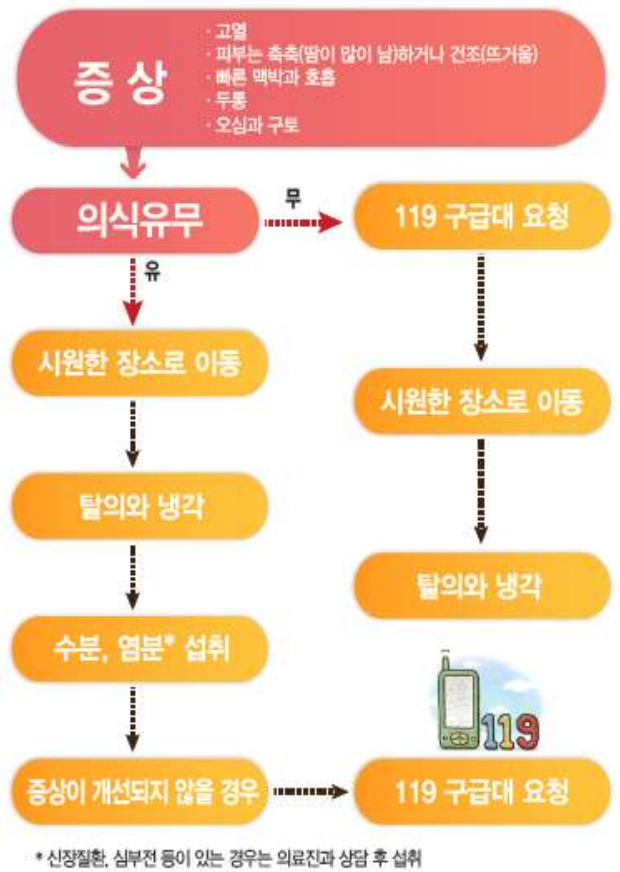 증상
· 고열
· 피부는 축축(땀이 많이 남)하거나 건조(뜨거움)
· 빠른 맥박과 호흡
· 두통
· 오심과 구토
의식유무
무
119 구급대 요청
유
시원한 장소로 이동
탈의와 냉각
수분, 염분* 섭취
증상이 개선되지 않을 경우
시원한 장소로 이동
탈의와 냉각
119
119 구급대 요청
* 신장질환, 심부전 등이 있는 경우는 의료진과 상담 후 섭취